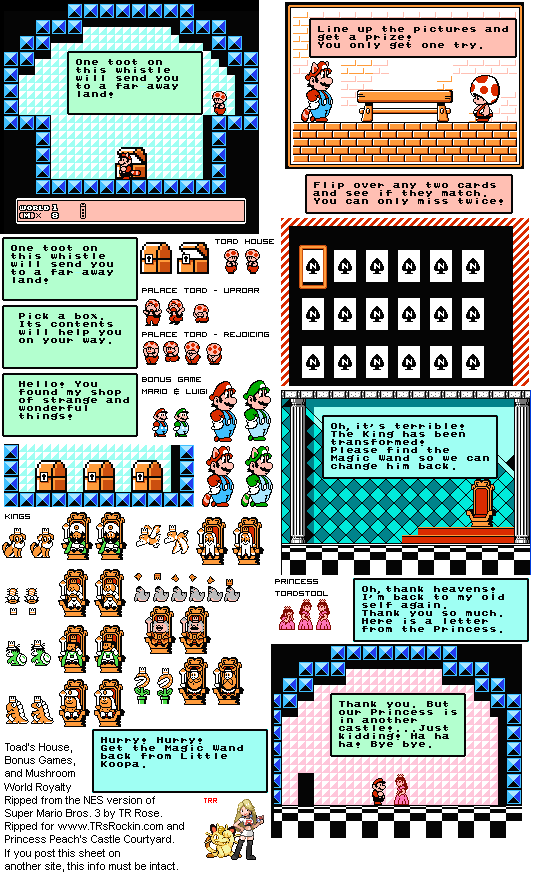 One toot on
this whistle
will send you
to a far away
land!
WORLD 1
Line up the pictures and
get a prize!
You only get one try.
Flip over any two cards
and see if they match.
You can only miss twice!
N N N N N N
N N N N N N
N N N N N N
One toot on
this whistle
will send you
to a far away
land!
TOAD HOUSE
PALACE TOAD - UPROAR
Pick a box.
Its contents
will help you
on your way.
PALACE TOAD - REJOICING
Hello! You
found my shop
of strange and
wonderful
things!
BONUS GAME
MARIO & LUIGI
Oh, it's terrible!
The King has been
transformed!
Please find the
Magic Wand so we can
change him back.
KINGS
PRINCESS
TOADSTOOL
Oh, thank heavens!
I'm back to my old
self again.
Thank you so much.
Here is a letter
from the Princess.
Thank you. But
our Princess is
in another
castle!...Just
kidding! Ha ha
ha! Bye bye.
Hurry! Hurry!
Get the Magic Wand
back from Little
Koopa.
Toad's House,
Bonus Games,
and Mushroom
World Royalty
Ripped from the NES version of
Super Mario Bros. 3 by TR Rose.
Ripped for www.TRsRockin.com and
Princess Peach's Castle Courtyard.
If you post this sheet on
another site, this info must be intact.
TRR